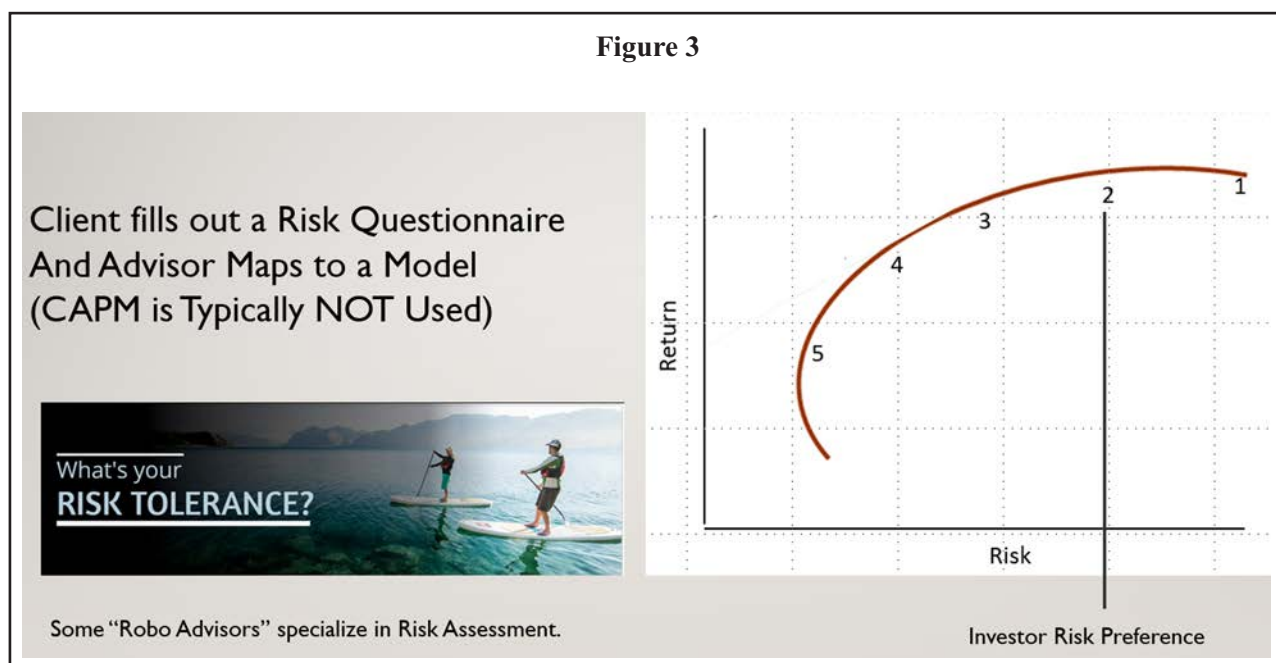 Figure 3
Client fills out a Risk Questionnaire
And Advisor Maps to a Model
(CAPM is Typically NOT Used)
What's your
RISK TOLERANCE?
Some “Robo Advisors” specialize in Risk Assessment.
Return
1
2
3
4
5
Risk
Investor Risk Preference